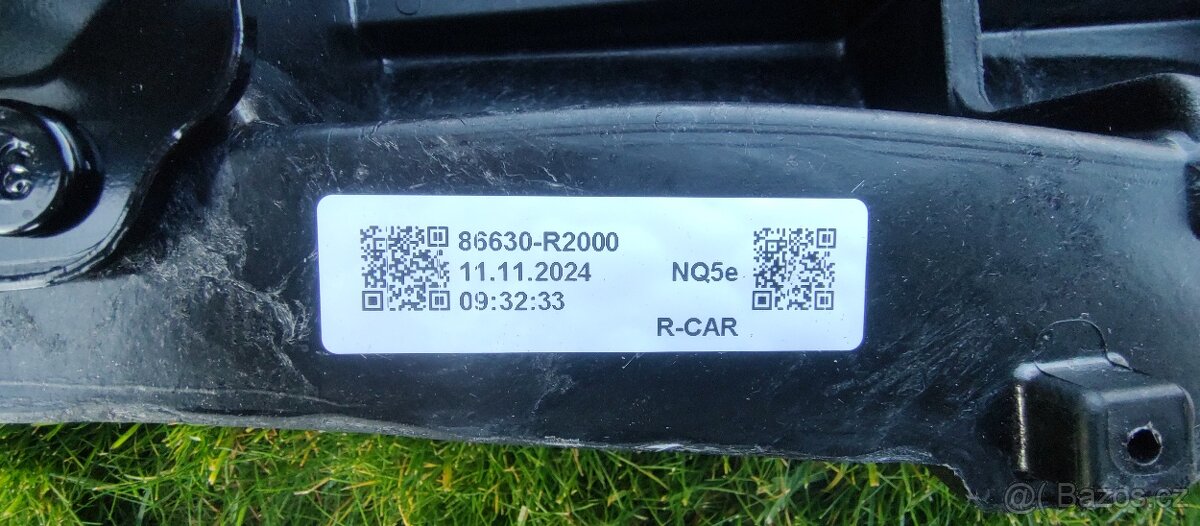 86630-R2000
11.11.2024
NQ5e
09:32:33
R-CAR
@( Bazos.cz